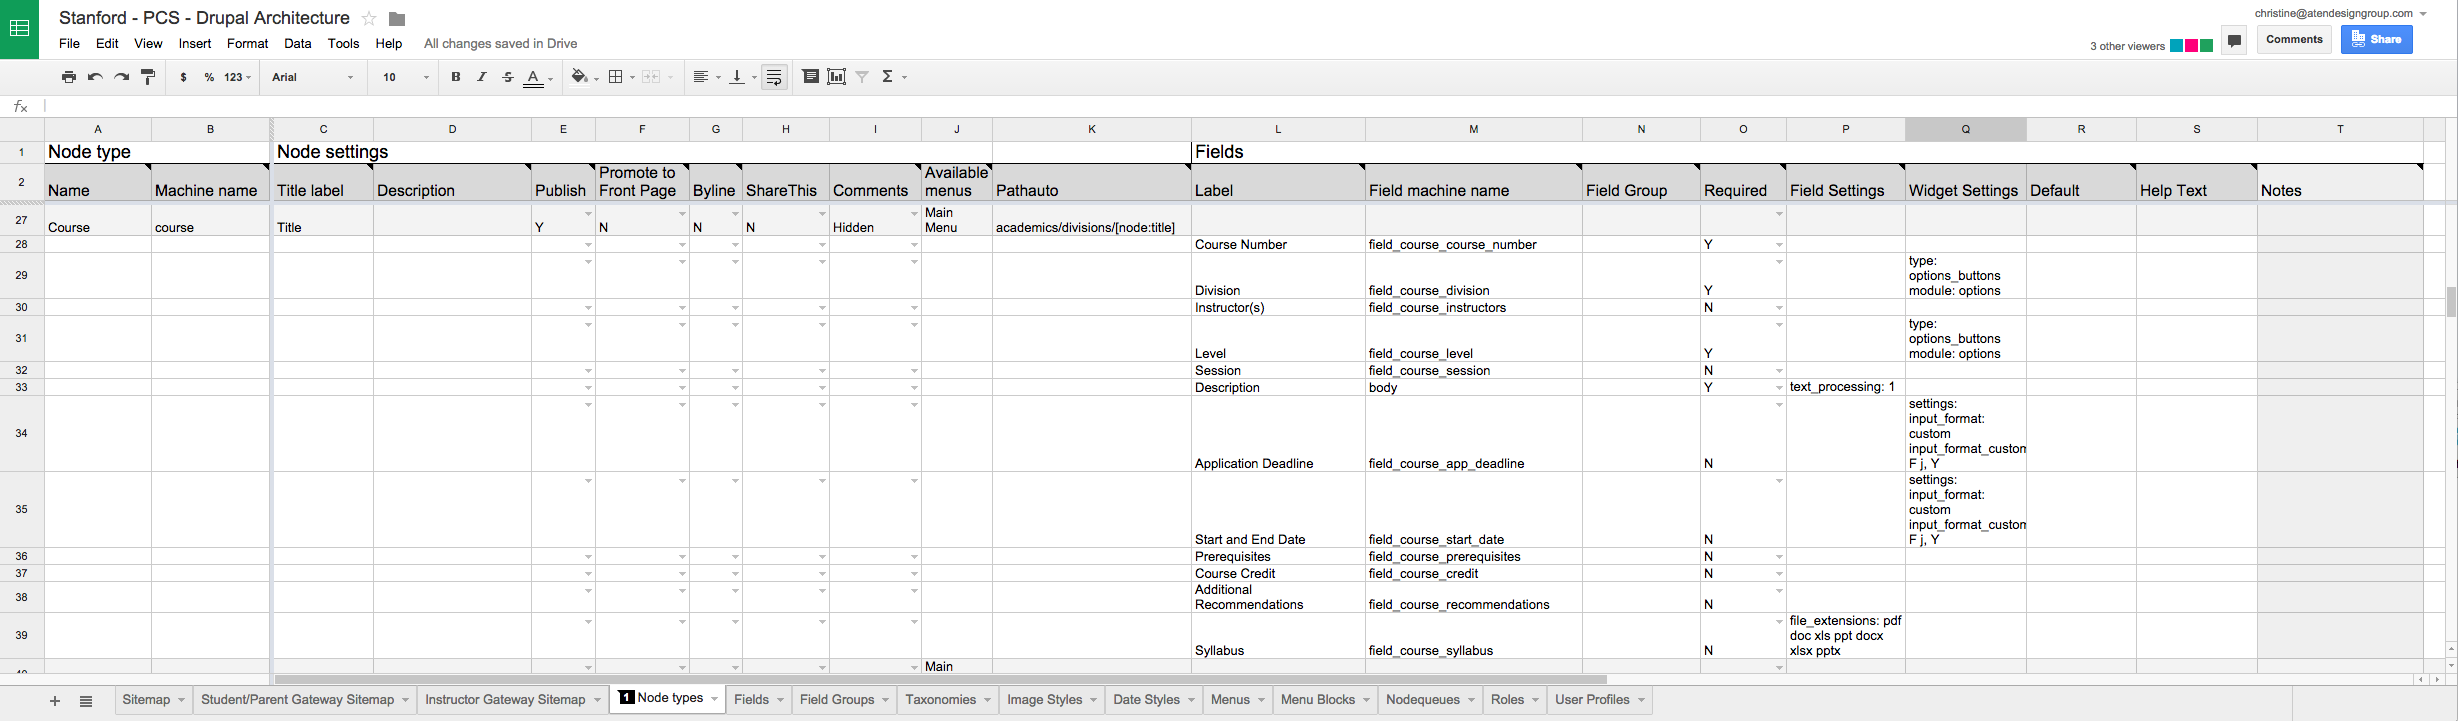 Stanford - PCS - Drupal Architecture
christine@atendesigngroup.com
File Edit View Insert Format Data Tools Help All changes saved in Drive
3 other viewers Comments Share
$ % 123 Arial 10 B I S A Σ
fx
A B C D E F G H I J K L M N O P Q R S T
1 Node type Node settings Fields
2 Name Machine name Title label Description Publish Promote to Front Page Byline ShareThis Comments Available menus Pathauto Label Field machine name Field Group Required Field Settings Widget Settings Default Help Text Notes
27 Course course Title Y N N N Hidden Main Menu academics/divisions/[node:title]
28 Course Number field_course_course_number Y
29 Division field_course_division Y type: options_buttons module: options
30 Instructor(s) field_course_instructors N
31 Level field_course_level Y type: options_buttons module: options
32 Session field_course_session N
33 Description body Y text_processing: 1
34 Application Deadline field_course_app_deadline N settings: input_format: custom input_format_custom F j, Y
35 Start and End Date field_course_start_date N settings: input_format: custom input_format_custom F j, Y
36 Prerequisites field_course_prerequisites N
37 Course Credit field_course_credit N
38 Additional Recommendations field_course_recommendations N
39 Syllabus field_course_syllabus N file_extensions: pdf doc xls ppt docx xlsx pptx
Main
+ Sitemap Student/Parent Gateway Sitemap Instructor Gateway Sitemap 1 Node types Fields Field Groups Taxonomies Image Styles Date Styles Menus Menu Blocks Nodequeues Roles User Profiles